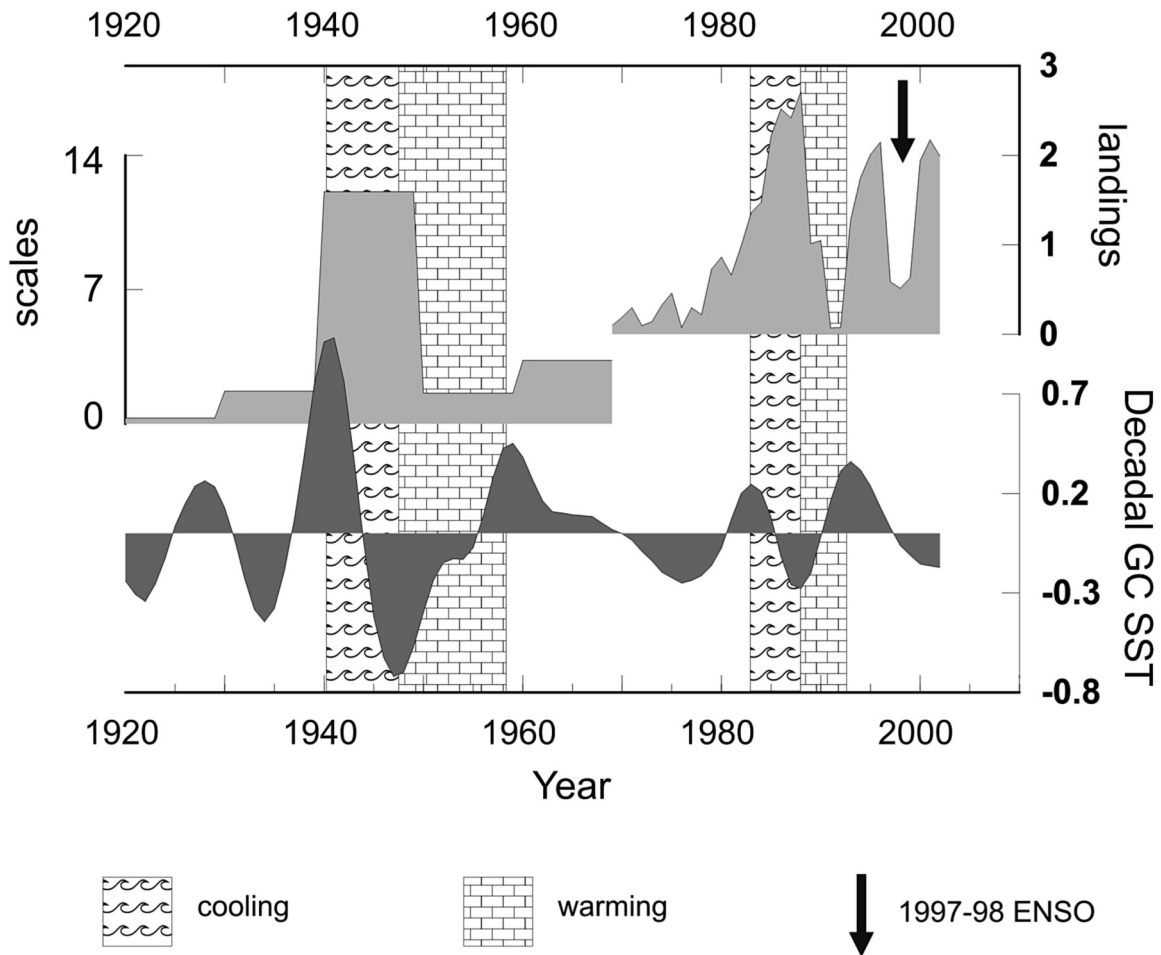 1920 1940 1960 1980 2000
3
14 2
landings
1
scales
7
0
0 0.7
Decadal GC SST
0.2
-0.3
-0.8
1920 1940 1960 1980 2000
Year
cooling warming 1997-98 ENSO